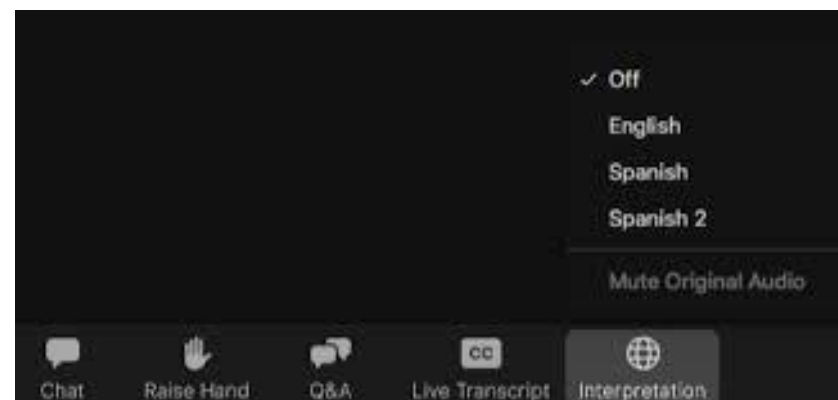 Off
English
Spanish
Spanish 2
Mute Original Audio
CC
Chat Raise Hand Q&A Live Transcript Interpretation